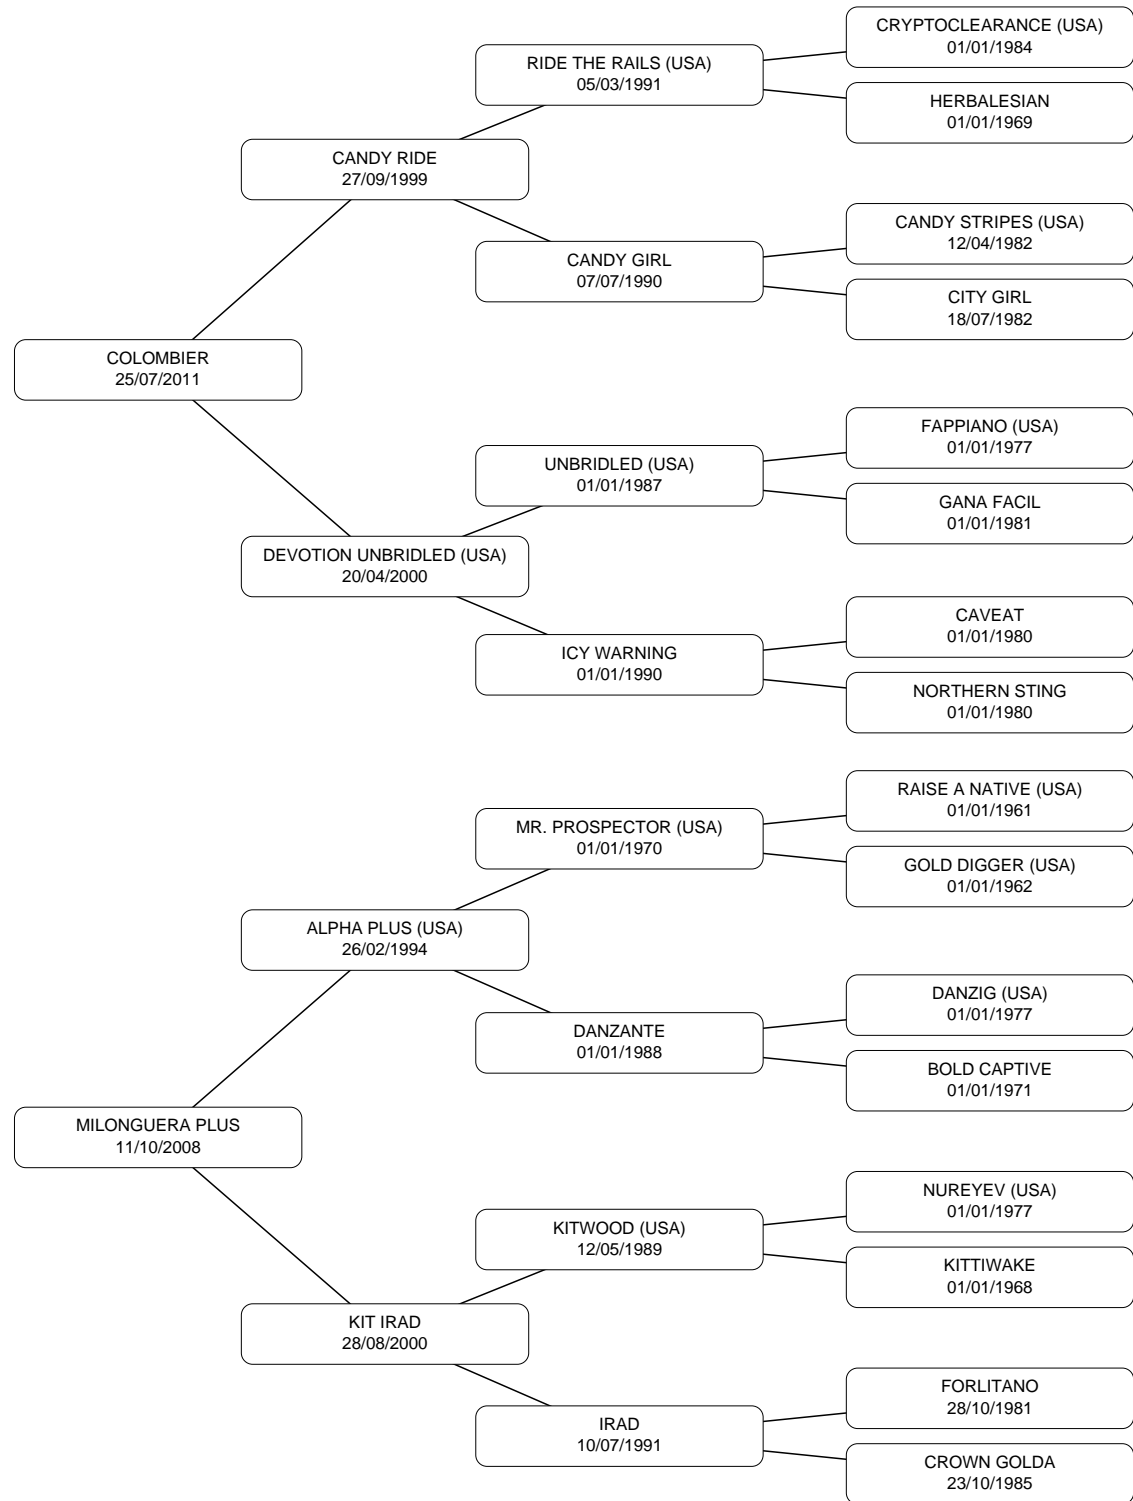 CRYPTOCLEARANCE (USA)
01/01/1984
RIDE THE RAILS (USA)
05/03/1991
HERBALESIAN
01/01/1969
CANDY RIDE
27/09/1999
CANDY STRIPES (USA)
12/04/1982
CANDY GIRL
07/07/1990
CITY GIRL
18/07/1982
COLOMBIER
25/07/2011
FAPPIANO (USA)
01/01/1977
UNBRIDLED (USA)
01/01/1987
GANA FACIL
01/01/1981
DEVOTION UNBRIDLED (USA)
20/04/2000
CAVEAT
01/01/1980
ICY WARNING
01/01/1990
NORTHERN STING
01/01/1980
RAISE A NATIVE (USA)
01/01/1961
MR. PROSPECTOR (USA)
01/01/1970
GOLD DIGGER (USA)
01/01/1962
ALPHA PLUS (USA)
26/02/1994
DANZIG (USA)
01/01/1977
DANZANTE
01/01/1988
BOLD CAPTIVE
01/01/1971
MILONGUERA PLUS
11/10/2008
NUREYEV (USA)
01/01/1977
KITWOOD (USA)
12/05/1989
KITTIWAKE
01/01/1968
KIT IRAD
28/08/2000
FORLITANO
28/10/1981
IRAD
10/07/1991
CROWN GOLDA
23/10/1985